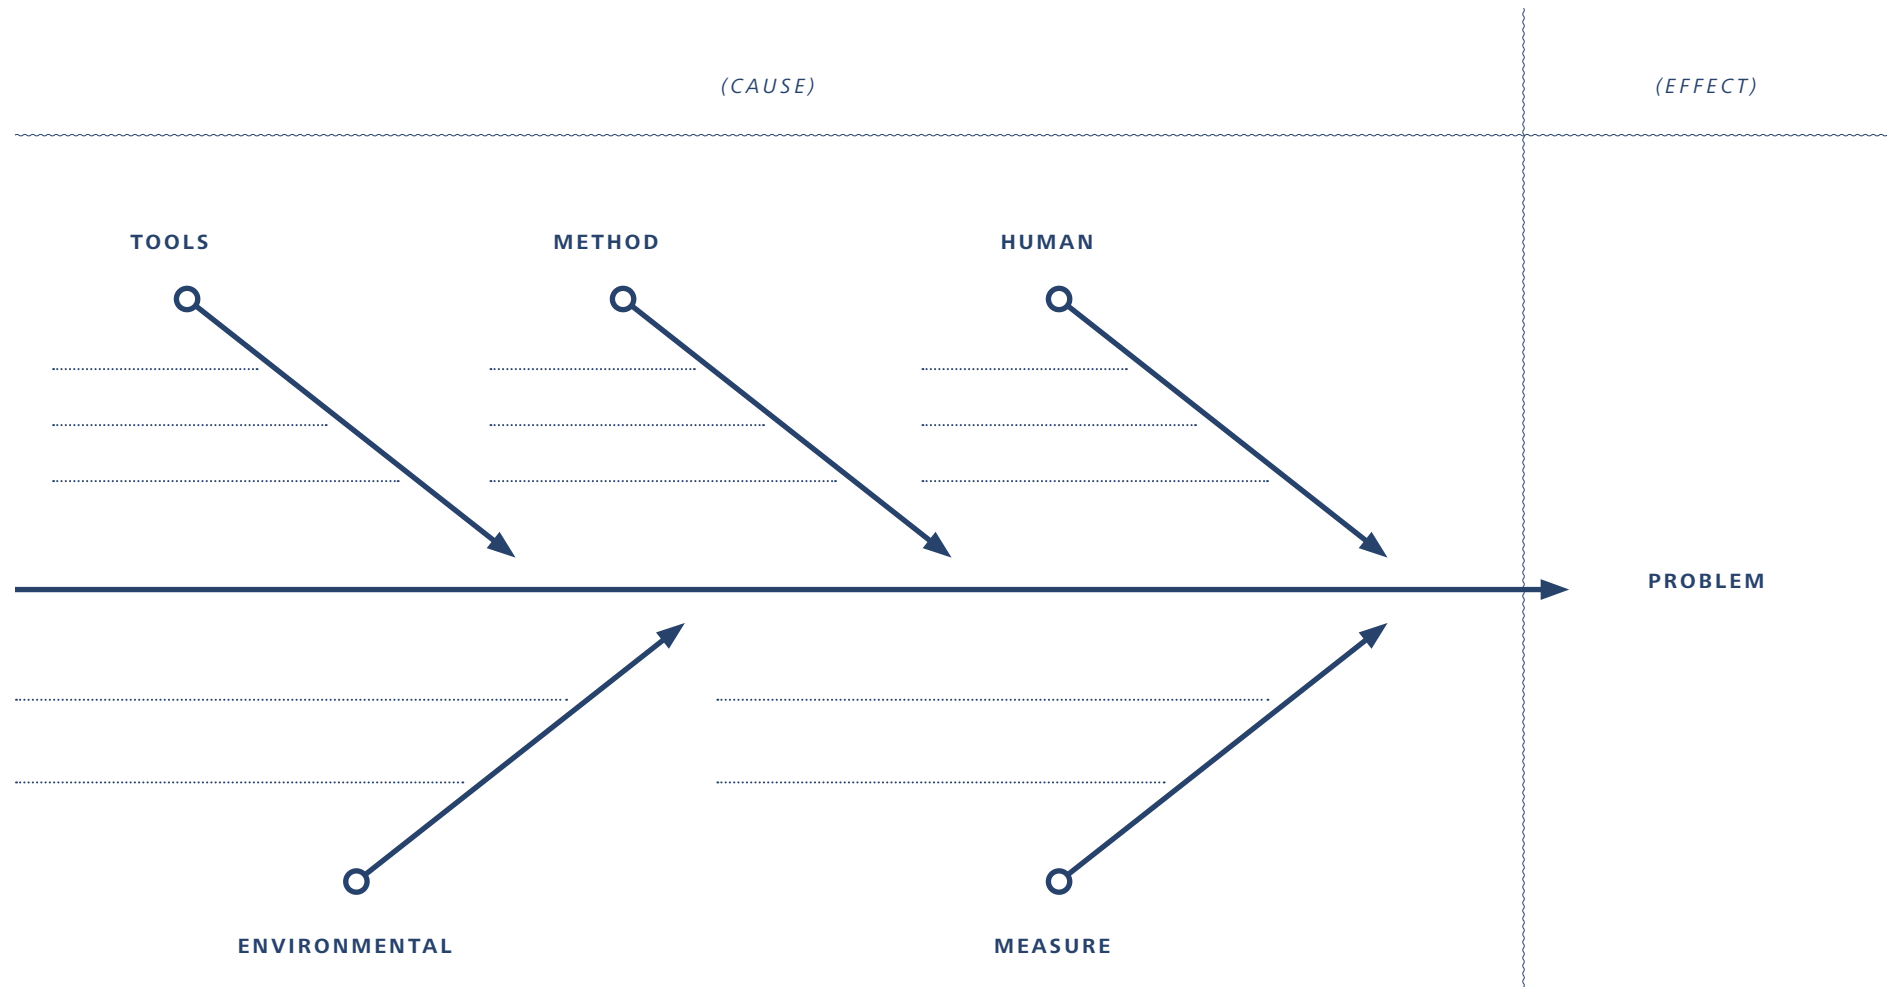 (CAUSE)
(EFFECT)
TOOLS
METHOD
HUMAN
PROBLEM
ENVIRONMENTAL
MEASURE